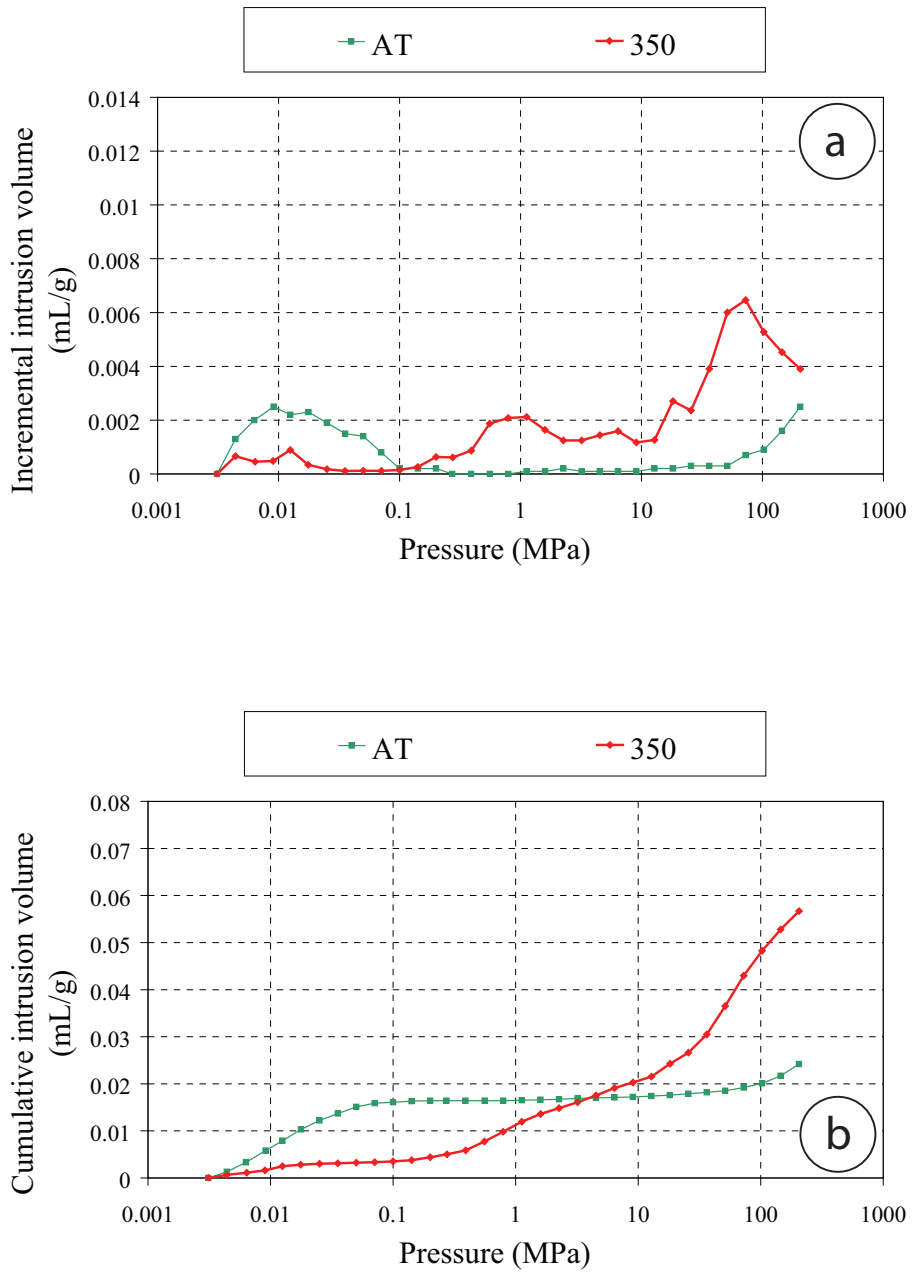 AT 350
0.014
0.012
0.01
0.008
0.006
0.004
0.002
0
Incremental intrusion volume
(mL/g)
a
0.001 0.01 0.1 1 10 100 1000
Pressure (MPa)
AT 350
0.08
0.07
0.06
0.05
0.04
0.03
0.02
0.01
0
Cumulative intrusion volume
(mL/g)
b
0.001 0.01 0.1 1 10 100 1000
Pressure (MPa)